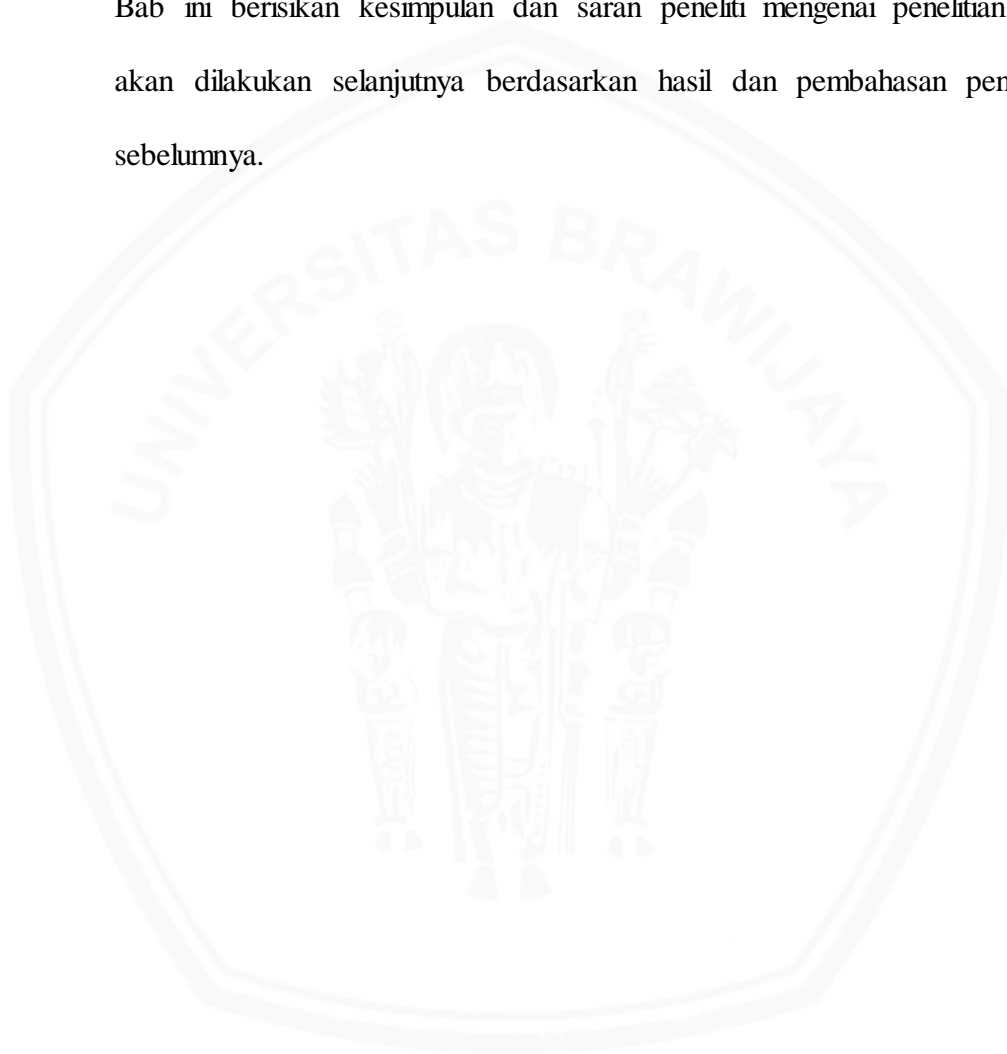 Bab ini berisikan kesimpulan dan saran peneliti mengenai penelitian
akan dilakukan selanjutnya berdasarkan hasil dan pembahasan pen
sebelumnya.
UNIVERSITAS BRAWIJAYA